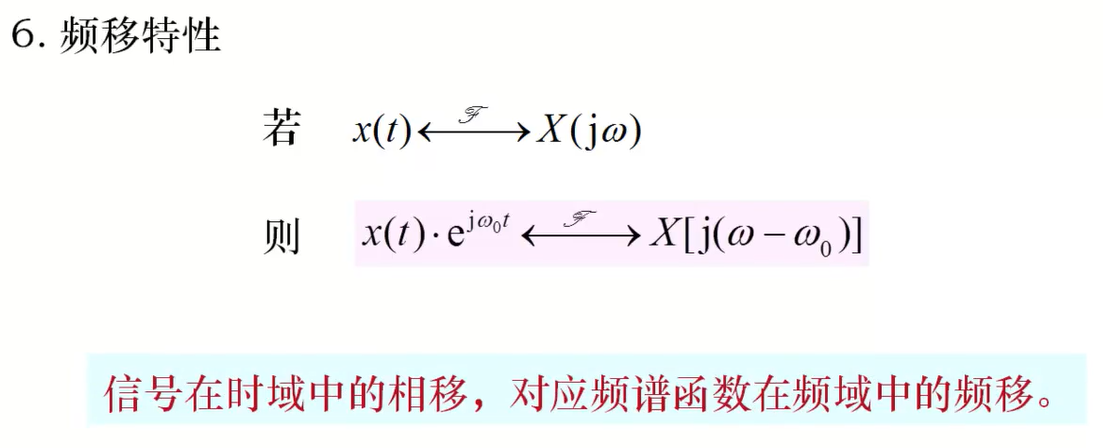 6. 频移特性
若 x(t) ←ℱ→ X(jω)
则 x(t)·e^{jω₀t} ←ℱ→ X[j(ω − ω₀)]
信号在时域中的相移，对应频谱函数在频域中的频移。